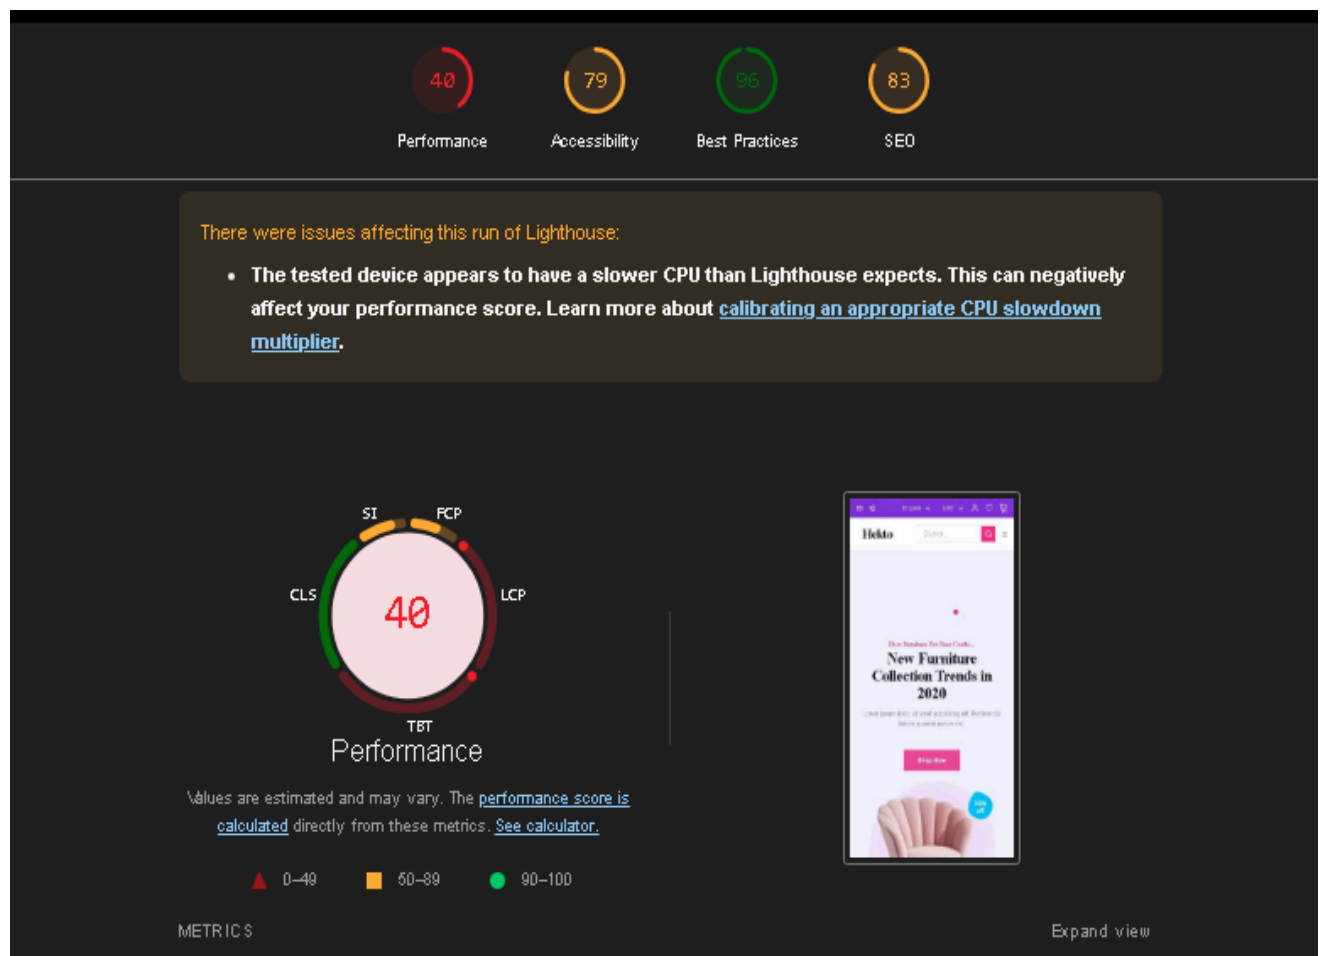 40
79
96
83
Performance
Accessibility
Best Practices
SEO
There were issues affecting this run of Lighthouse:
The tested device appears to have a slower CPU than Lighthouse expects. This can negatively
affect your performance score. Learn more about calibrating an appropriate CPU slowdown
multiplier.
SI
FCP
CLS
LCP
40
TBT
Performance
Values are estimated and may vary. The performance score is
calculated directly from these metrics. See calculator.
0–49
50–89
90–100
Hekto
New Furniture
Collection Trends in
2020
Shop Now
METRICS
Expand view